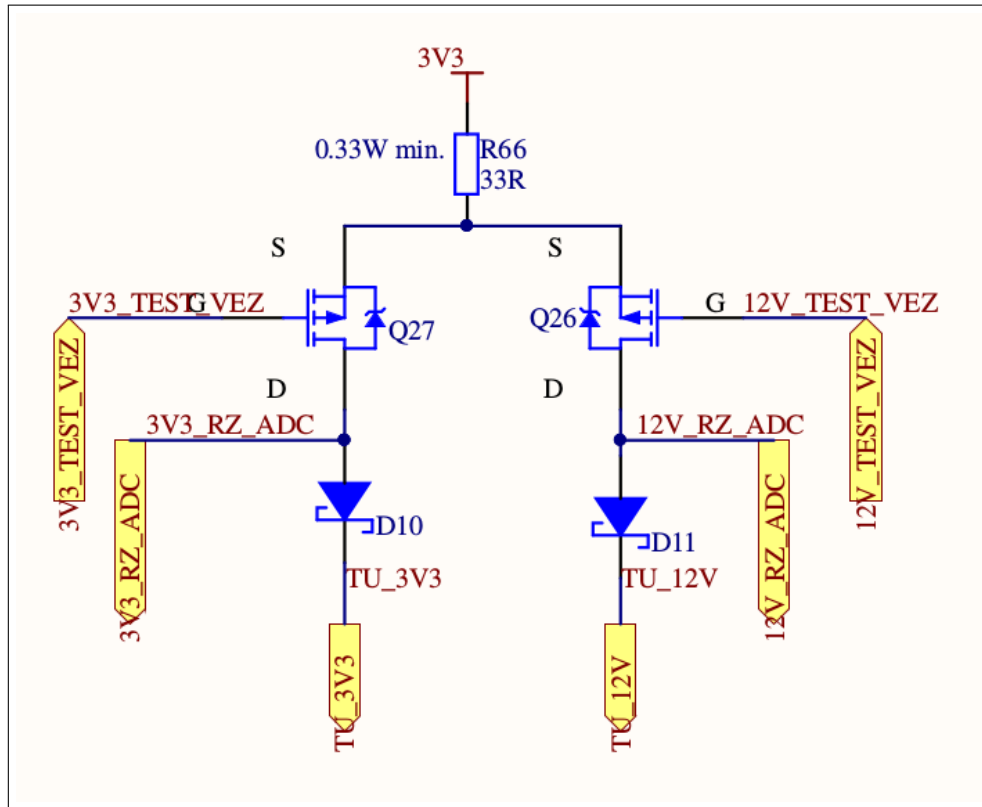 3V3
0.33W min.
R66
33R
S
S
3V3_TEST_VEZ
G
G
12V_TEST_VEZ
Q27
Q26
3V3_TEST_VEZ
12V_TEST_VEZ
D
D
3V3_RZ_ADC
12V_RZ_ADC
3V3_RZ_ADC
12V_RZ_ADC
D10
D11
TU_3V3
TU_12V
TU_3V3
TU_12V